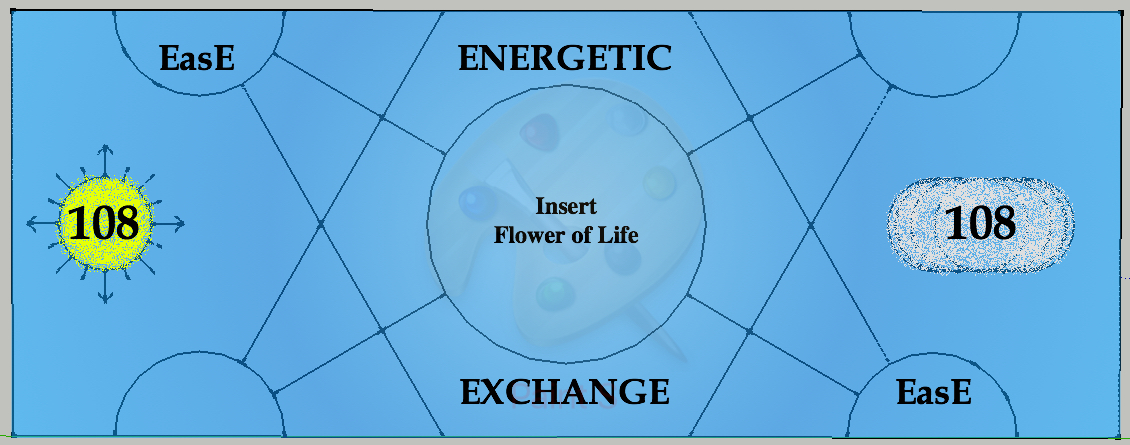 EasE
ENERGETIC
108
Insert
Flower of Life
108
EXCHANGE
EasE